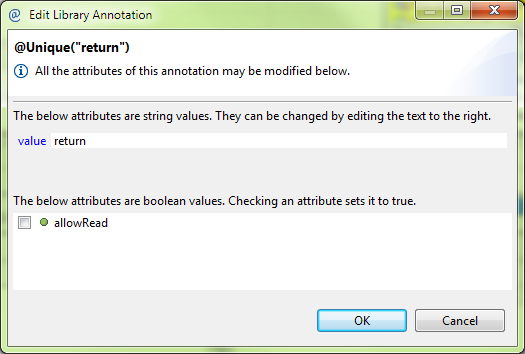 @ Edit Library Annotation
@Unique("return")
All the attributes of this annotation may be modified below.
The below attributes are string values. They can be changed by editing the text to the right.
value return
The below attributes are boolean values. Checking an attribute sets it to true.
allowRead
OK Cancel